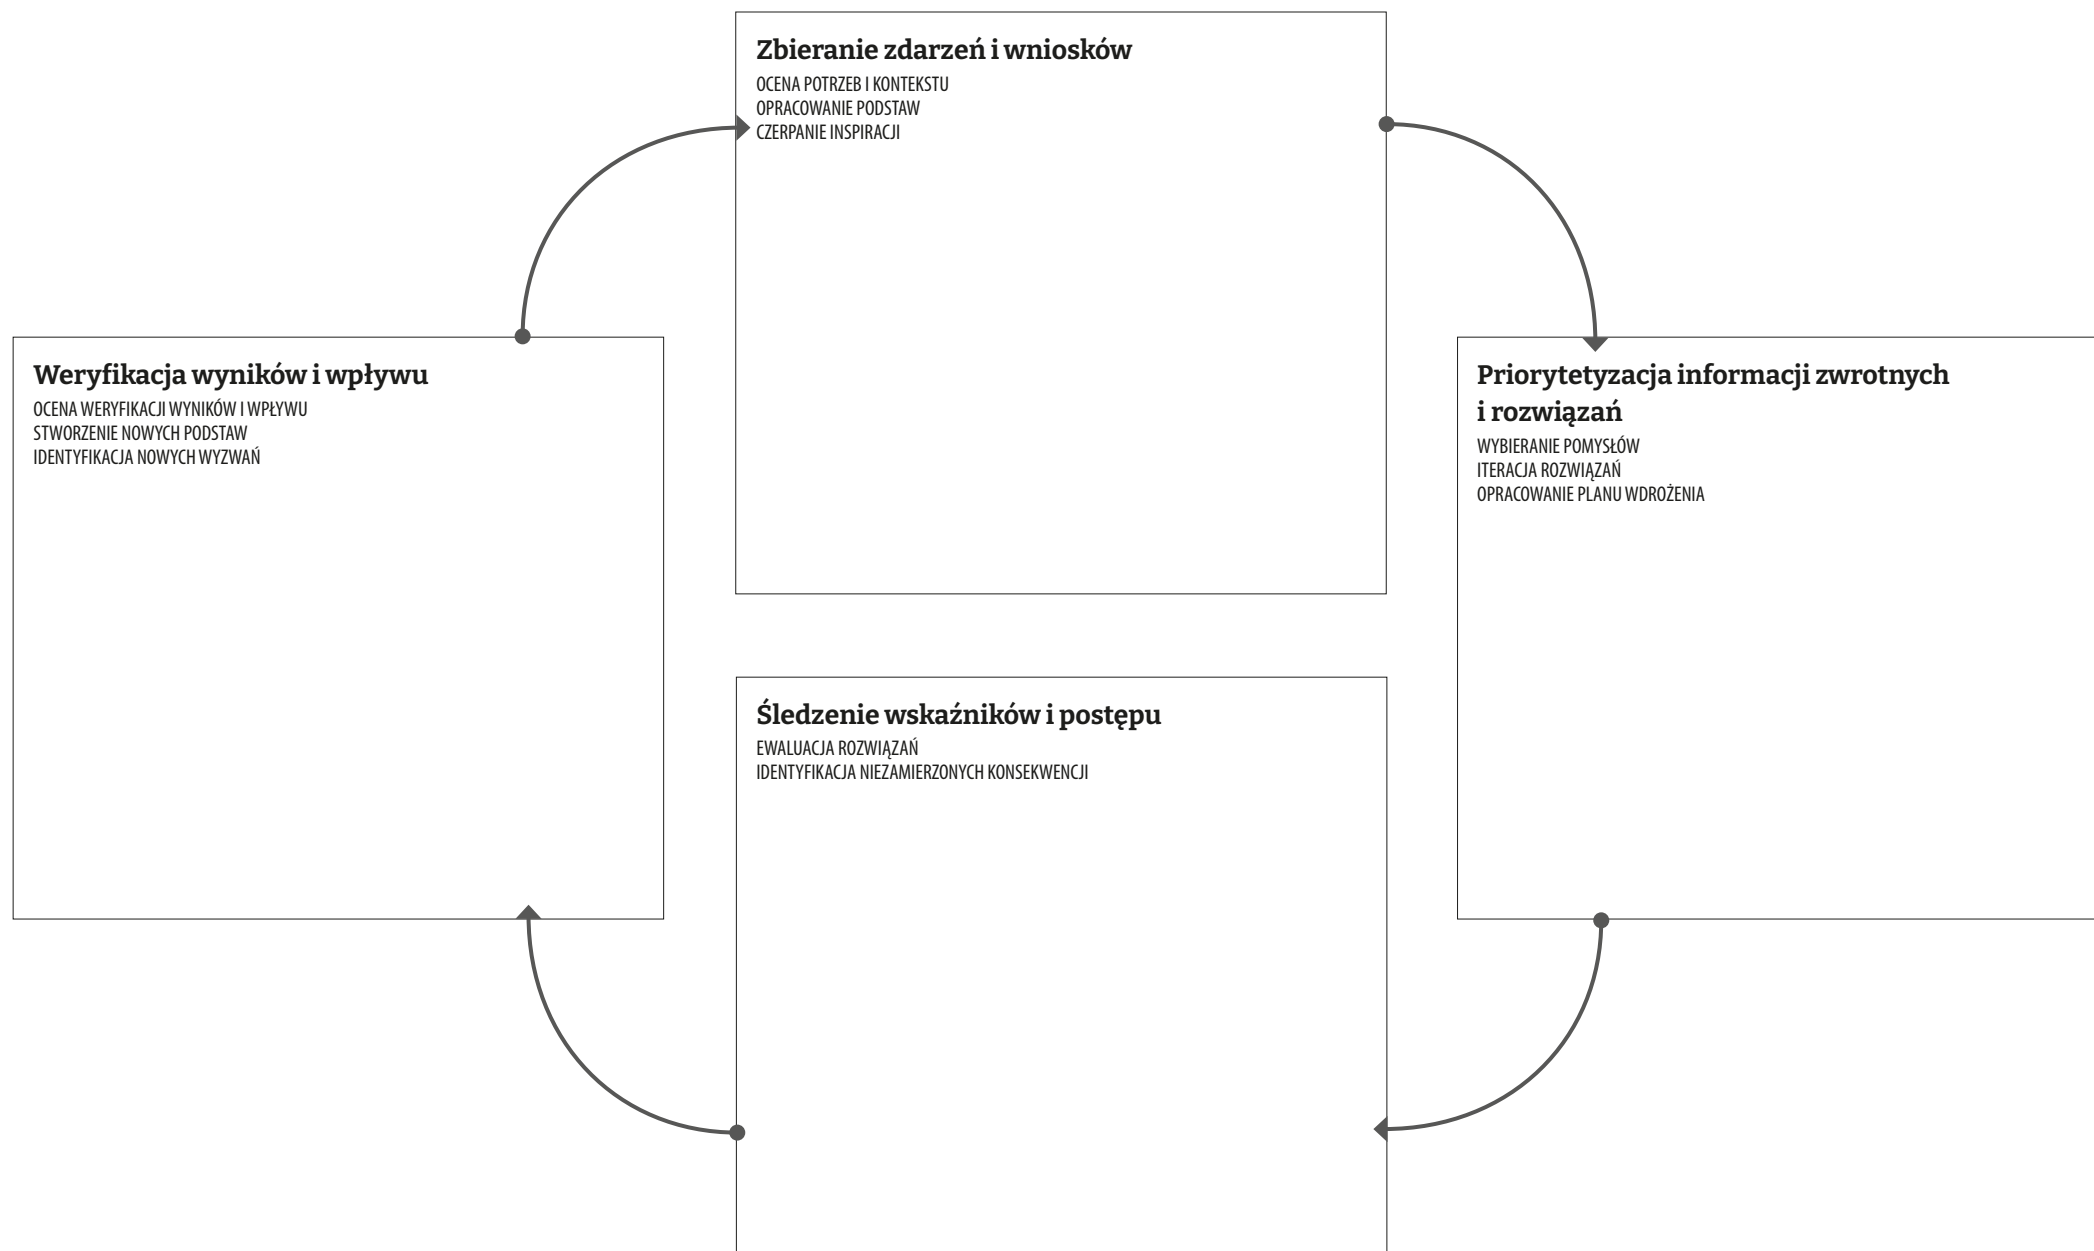 Zbieranie zdarzeń i wniosków
OCENA POTRZEB I KONTEKSTU
OPRACOWANIE PODSTAW
CZERPANIE INSPIRACJI
Weryfikacja wyników i wpływu
OCENA WERYFIKACJI WYNIKÓW I WPŁYWU
STWORZENIE NOWYCH PODSTAW
IDENTYFIKACJA NOWYCH WYZWAŃ
Priorytetyzacja informacji zwrotnych
i rozwiązań
WYBIERANIE POMYSŁÓW
ITERACJA ROZWIĄZAŃ
OPRACOWANIE PLANU WDROŻENIA
Śledzenie wskaźników i postępu
EWALUACJA ROZWIĄZAŃ
IDENTYFIKACJA NIEZAMIERZONYCH KONSEKWENCJI